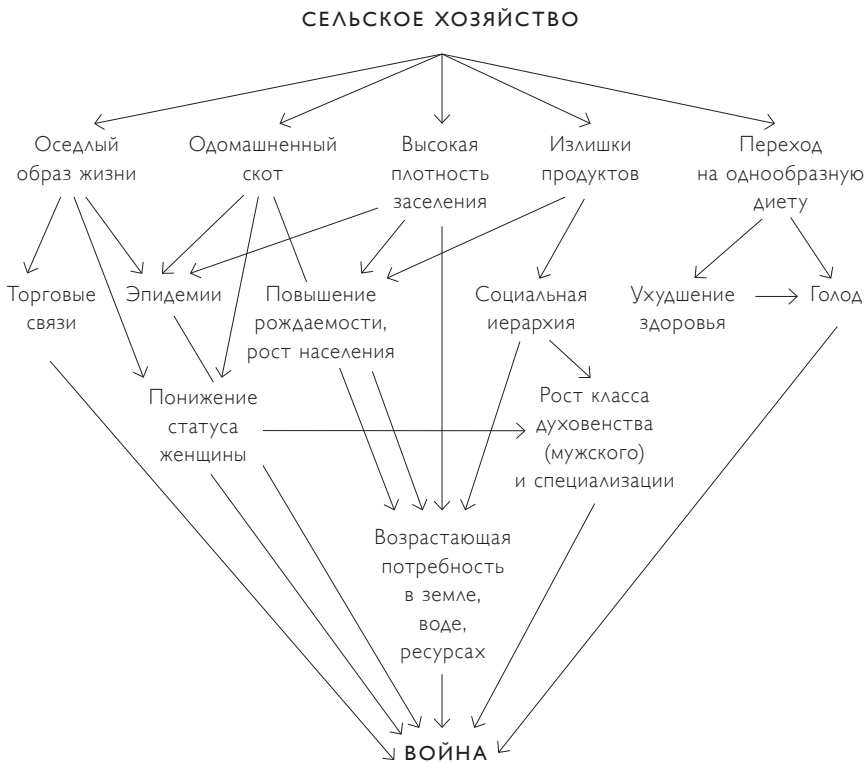 СЕЛЬСКОЕ ХОЗЯЙСТВО
Оседлый
образ жизни
Одомашненный
скот
Высокая
плотность
заселения
Излишки
продуктов
Переход
на однообразную
диету
Торговые
связи
Эпидемии
Повышение
рождаемости,
рост населения
Социальная
иерархия
Ухудшение
здоровья
Голод
Понижение
статуса
женщины
Рост класса
духовенства
(мужского)
и специализации
Возрастающая
потребность
в земле,
воде,
ресурсах
ВОЙНА